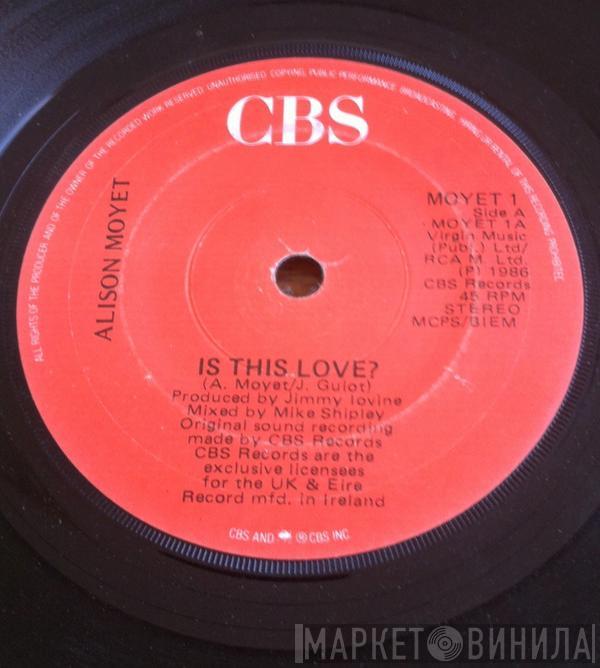 ALL RIGHTS OF THE PRODUCER AND OF THE OWNER OF THE RECORDED WORK RESERVED. UNAUTHORISED COPYING, PUBLIC PERFORMANCE, BROADCASTING, HIRING OR RENTAL OF THIS RECORDING PROHIBITED.
CBS
ALISON MOYET
MOYET 1
Side A
MOYET 1A
Virgin Music
(Publ.) Ltd/
RCA M. Ltd.
(P) 1986
CBS Records
45 RPM
STEREO
MCPS/BIEM
IS THIS LOVE?
(A. Moyet/J. Guiot)
Produced by Jimmy Iovine
Mixed by Mike Shipley
Original sound recording
made by CBS Records
CBS Records are the
exclusive licensees
for the UK & Eire
Record mfd. in Ireland
CBS AND ® CBS INC.
МАРКЕТ ВИНИЛА